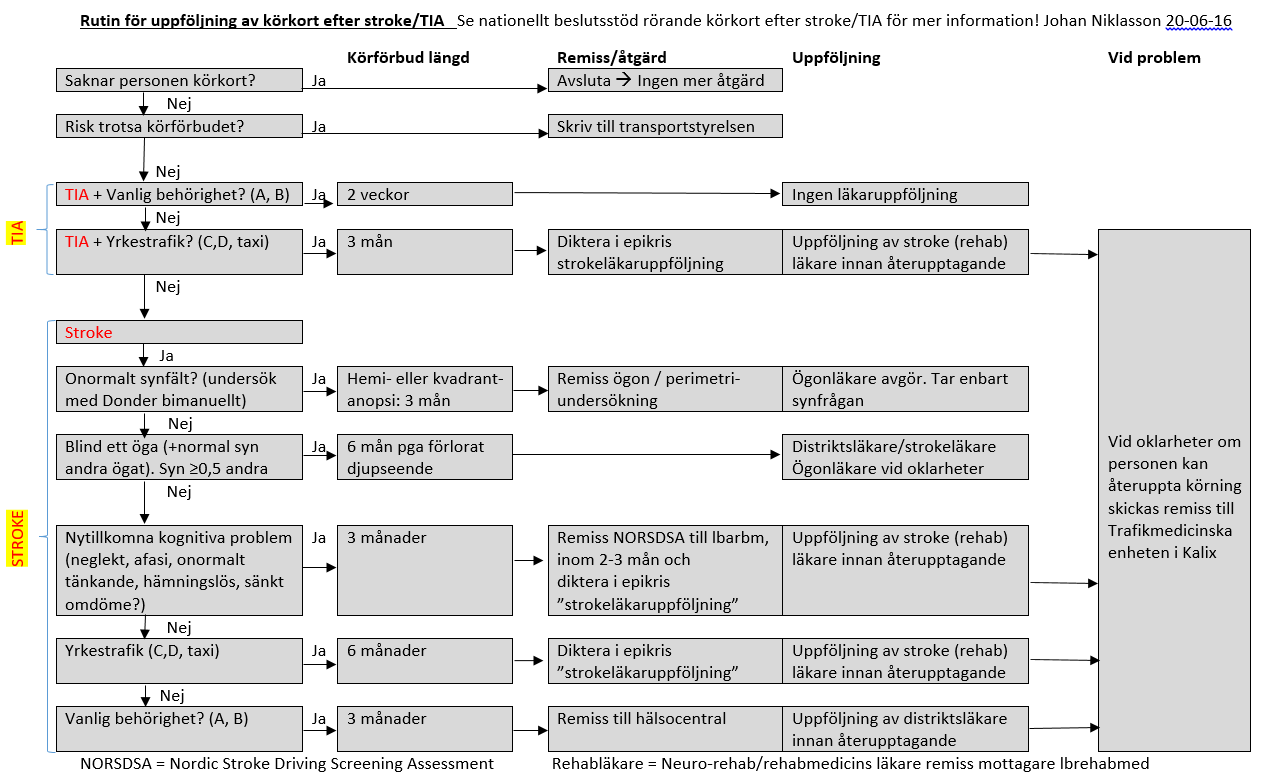 Rutin för uppföljning av körkort efter stroke/TIA Se nationellt beslutsstöd rörande körkort efter stroke/TIA för mer information! Johan Niklasson 20-06-16
Körförbud längd
Remiss/åtgärd
Uppföljning
Vid problem
Saknar personen körkort?
Ja
Avsluta → Ingen mer åtgärd
Nej
Risk trotsa körförbudet?
Ja
Skriv till transportstyrelsen
Nej
TIA
TIA + Vanlig behörighet? (A, B)
Ja
2 veckor
Ingen läkaruppföljning
Nej
TIA + Yrkestrafik? (C,D, taxi)
Ja
3 mån
Diktera i epikris
strokeläkaruppföljning
Uppföljning av stroke (rehab)
läkare innan återupptagande
Nej
STROKE
Stroke
Ja
Onormalt synfält? (undersök
med Donder bimanuellt)
Ja
Hemi- eller kvadrant-
anopsi: 3 mån
Remiss ögon / perimetri-
undersökning
Ögonläkare avgör. Tar enbart
synfrågan
Nej
Blind ett öga (+normal syn
andra ögat). Syn ≥0,5 andra
Ja
6 mån pga förlorat
djupseende
Distriktsläkare/strokeläkare
Ögonläkare vid oklarheter
Nej
Nytillkomna kognitiva problem
(neglekt, afasi, onormalt
tänkande, hämningslös, sänkt
omdöme?)
Ja
3 månader
Remiss NORSDSA till lbarbm,
inom 2-3 mån och
diktera i epikris
”strokeläkaruppföljning”
Uppföljning av stroke (rehab)
läkare innan återupptagande
Nej
Yrkestrafik (C,D, taxi)
Ja
6 månader
Diktera i epikris
”strokeläkaruppföljning”
Uppföljning av stroke (rehab)
läkare innan återupptagande
Nej
Vanlig behörighet? (A, B)
Ja
3 månader
Remiss till hälsocentral
Uppföljning av distriktsläkare
innan återupptagande
Vid oklarheter om
personen kan
återuppta körning
skickas remiss till
Trafikmedicinska
enheten i Kalix
NORSDSA = Nordic Stroke Driving Screening Assessment
Rehabläkare = Neuro-rehab/rehabmedicins läkare remiss mottagare lbrehabmed